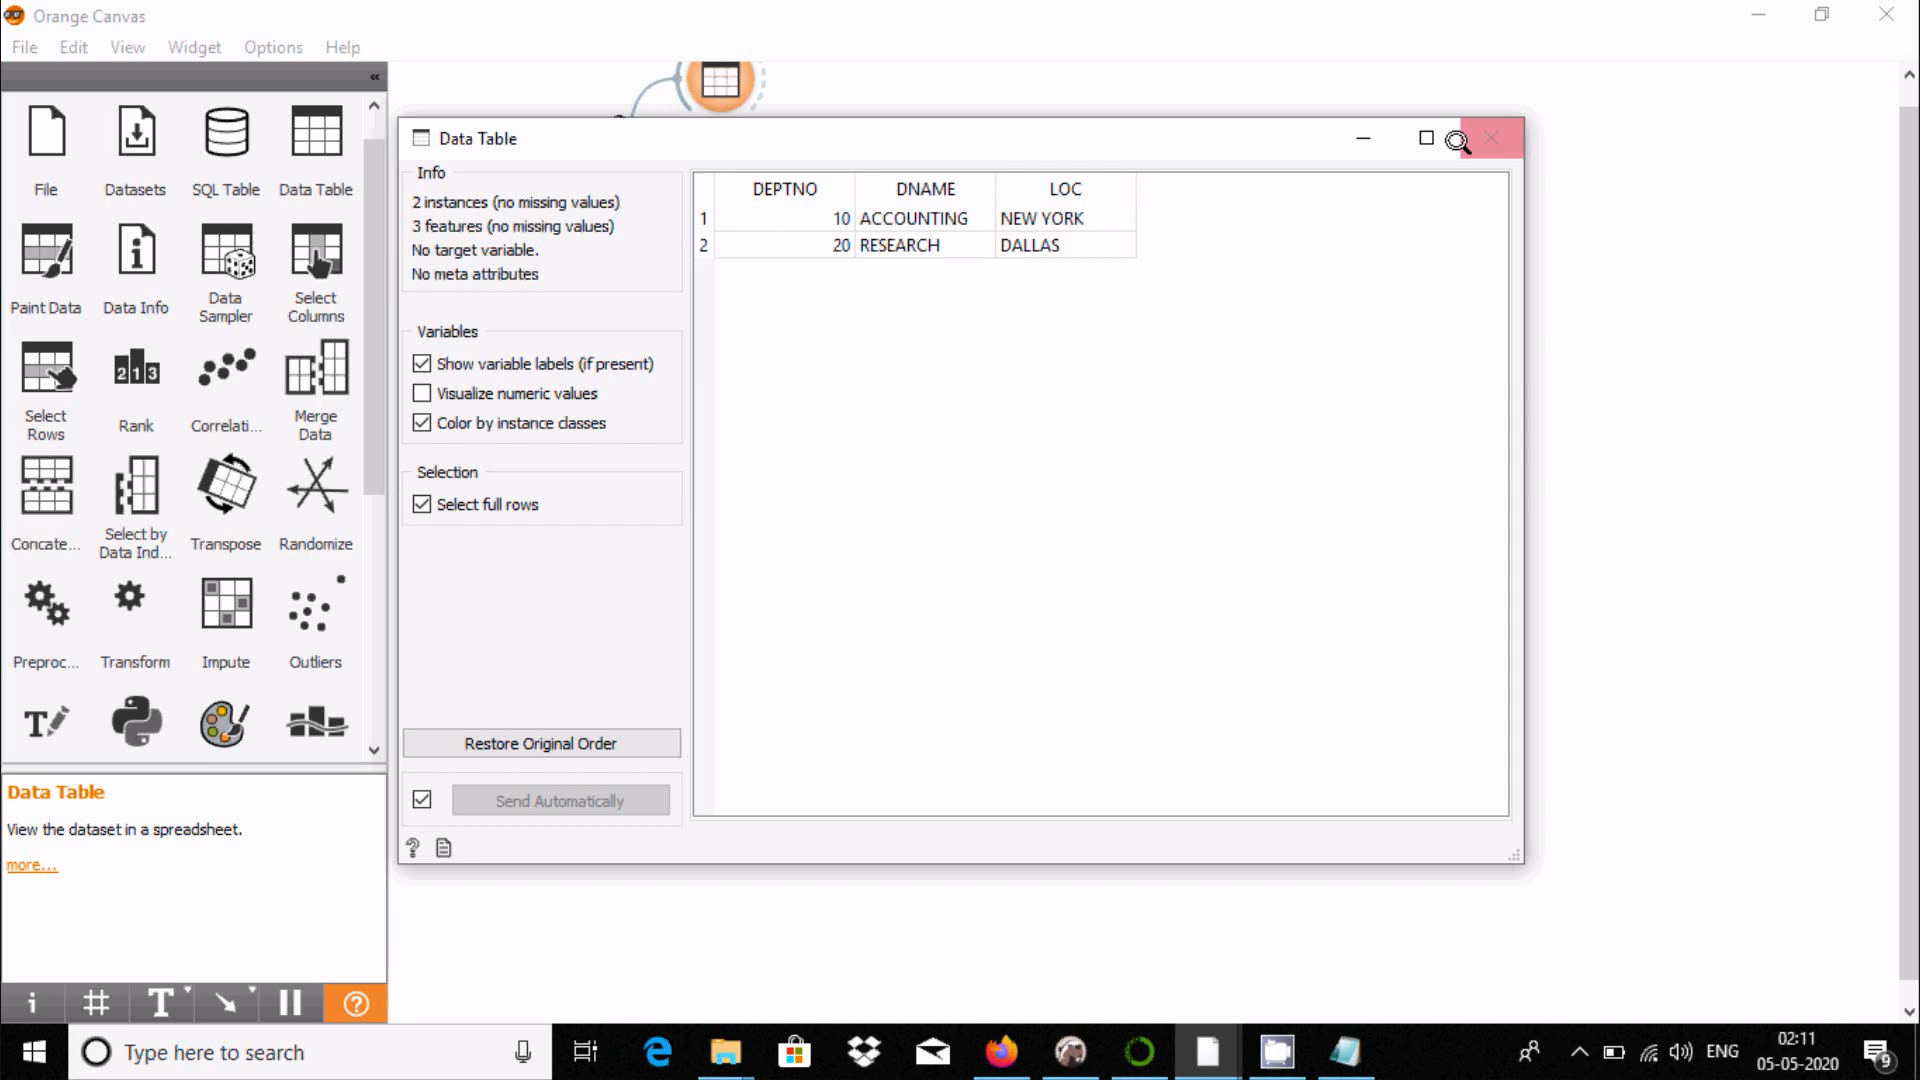 Orange Canvas
File Edit View Widget Options Help
«
File Datasets SQL Table Data Table
Paint Data Data Info Data Sampler Select Columns
213
Select Rows Rank Correlati... Merge Data
Concate... Select by Data Ind... Transpose Randomize
Preproc... Transform Impute Outliers
T
Data Table
View the dataset in a spreadsheet.
more...
i # T ?
Data Table
Info
2 instances (no missing values)
3 features (no missing values)
No target variable.
No meta attributes
Variables
Show variable labels (if present)
Visualize numeric values
Color by instance classes
Selection
Select full rows
Restore Original Order
Send Automatically
?
DEPTNO DNAME LOC
1 10 ACCOUNTING NEW YORK
2 20 RESEARCH DALLAS
Type here to search
ENG
02:11
05-05-2020
9